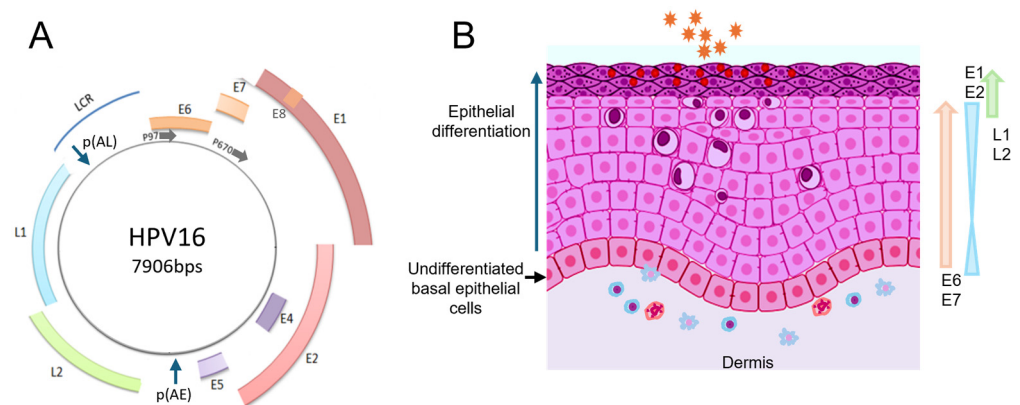 A
LCR
E6
E7
E8
E1
P97
P670
p(AL)
L1
HPV16
7906bps
E4
E2
L2
E5
p(AE)
B
Epithelial
differentiation
Undifferentiated
basal epithelial
cells
Dermis
E1
E2
L1
L2
E6
E7